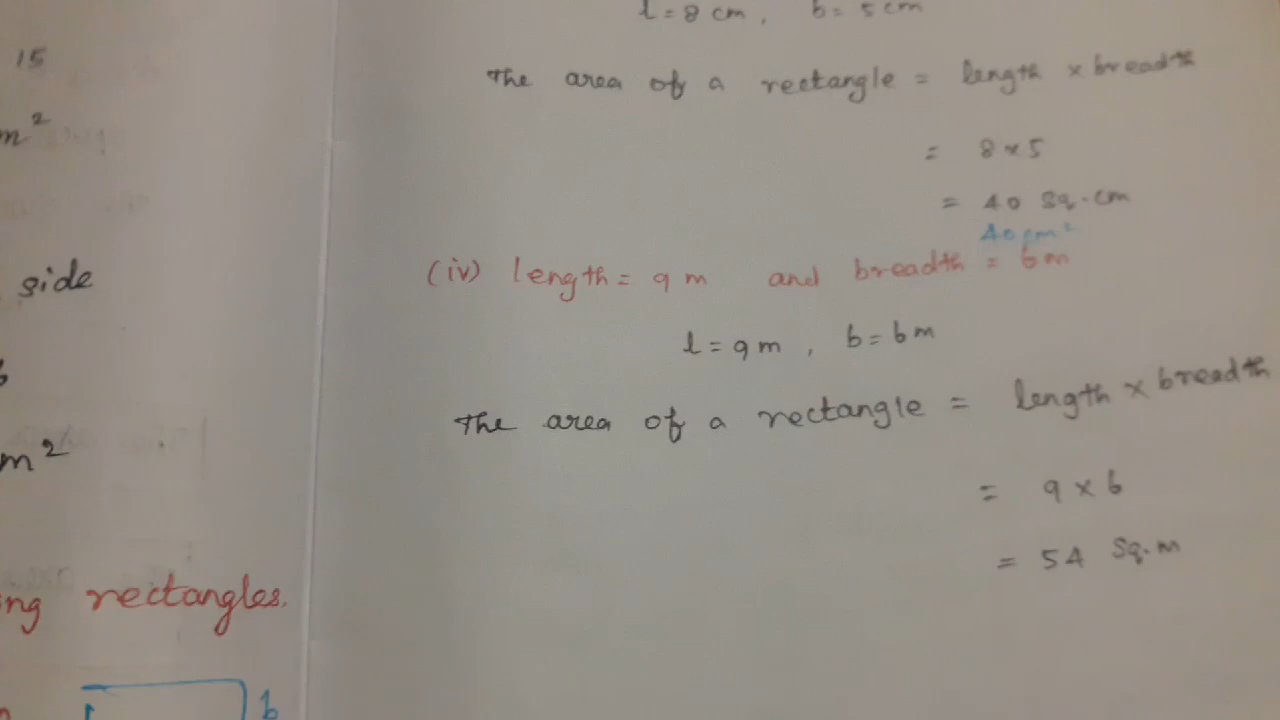 15
m²
side
m²
rectangles.
b
l = 8 cm, b = 5 cm
The area of a rectangle = length × breadth
= 8 × 5
= 40 Sq.cm
40 cm²
(iv) length = 9 m and breadth = 6m
l = 9 m, b = 6 m
The area of a rectangle = length × breadth
= 9 × 6
= 54 Sq.m